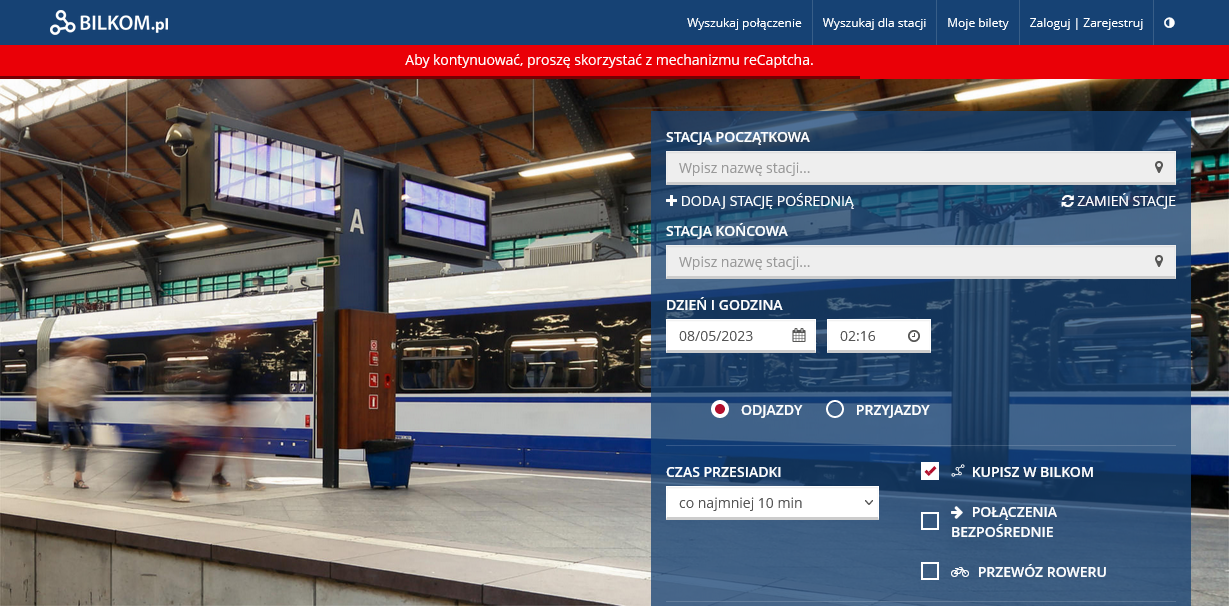 BILKOM.pl
Wyszukaj połączenie
Wyszukaj dla stacji
Moje bilety
Zaloguj | Zarejestruj
Aby kontynuować, proszę skorzystać z mechanizmu reCaptcha.
A
STACJA POCZĄTKOWA
Wpisz nazwę stacji...
DODAJ STACJĘ POŚREDNIĄ
ZAMIEŃ STACJE
STACJA KOŃCOWA
Wpisz nazwę stacji...
DZIEŃ I GODZINA
08/05/2023
02:16
ODJAZDY
PRZYJAZDY
CZAS PRZESIADKI
co najmniej 10 min
KUPISZ W BILKOM
POŁĄCZENIA
BEZPOŚREDNIE
PRZEWÓZ ROWERU